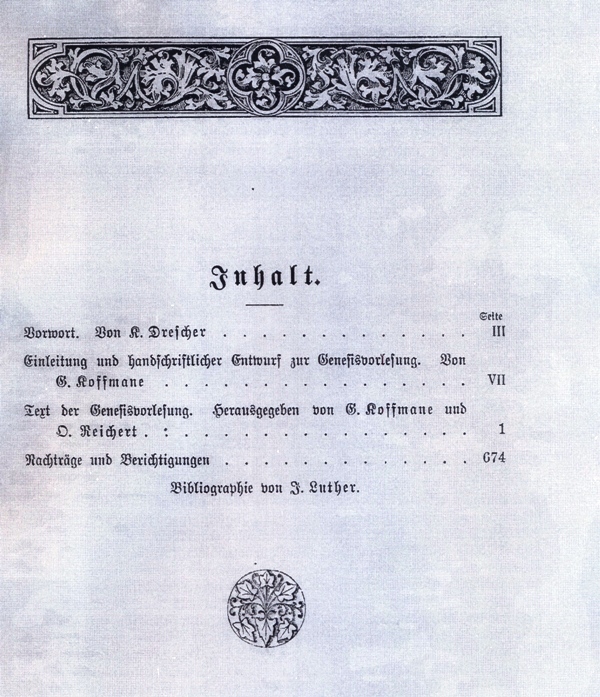 Inhalt.
Seite
Vorwort. Von K. Drescher . . . . . . . . . . . . . III
Einleitung und handschriftlicher Entwurf zur Genesisvorlesung. Von
G. Koffmane . . . . . . . . . . . . . . . . VII
Text der Genesisvorlesung. Herausgegeben von G. Koffmane und
O. Reichert . : . . . . . . . . . . . . . . 1
Nachträge und Berichtigungen . . . . . . . . . . . . . 674
Bibliographie von J. Luther.